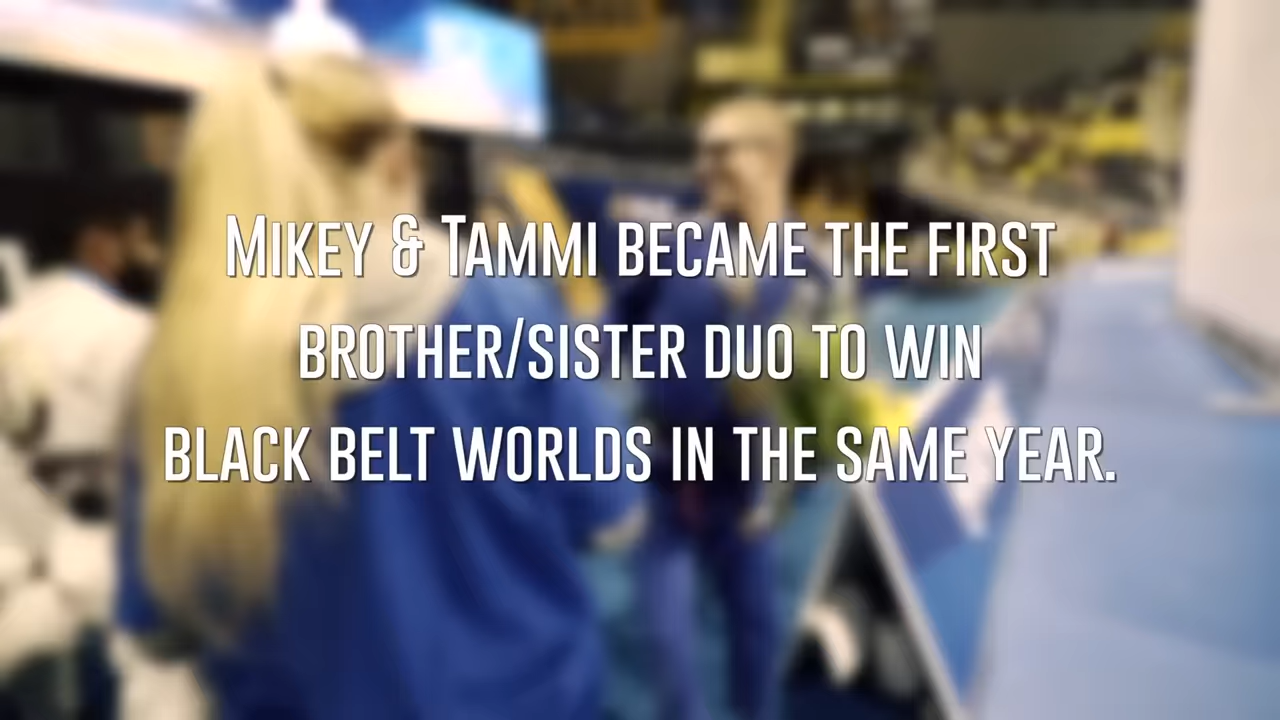 Mikey & Tammi became the first
brother/sister duo to win
black belt worlds in the same year.